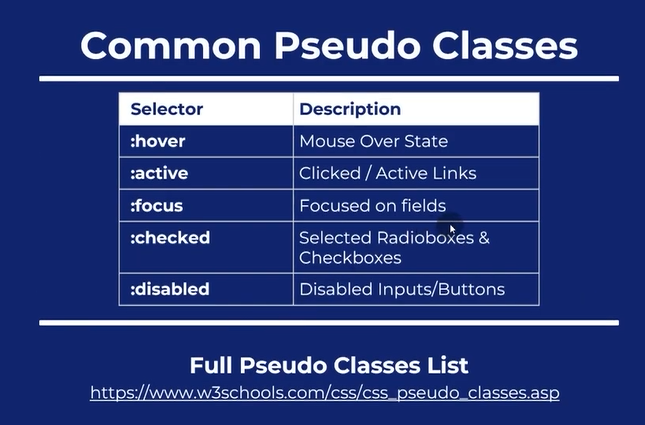 Common Pseudo Classes
Selector Description
:hover Mouse Over State
:active Clicked / Active Links
:focus Focused on fields
:checked Selected Radioboxes &
Checkboxes
:disabled Disabled Inputs/Buttons
Full Pseudo Classes List
https://www.w3schools.com/css/css_pseudo_classes.asp